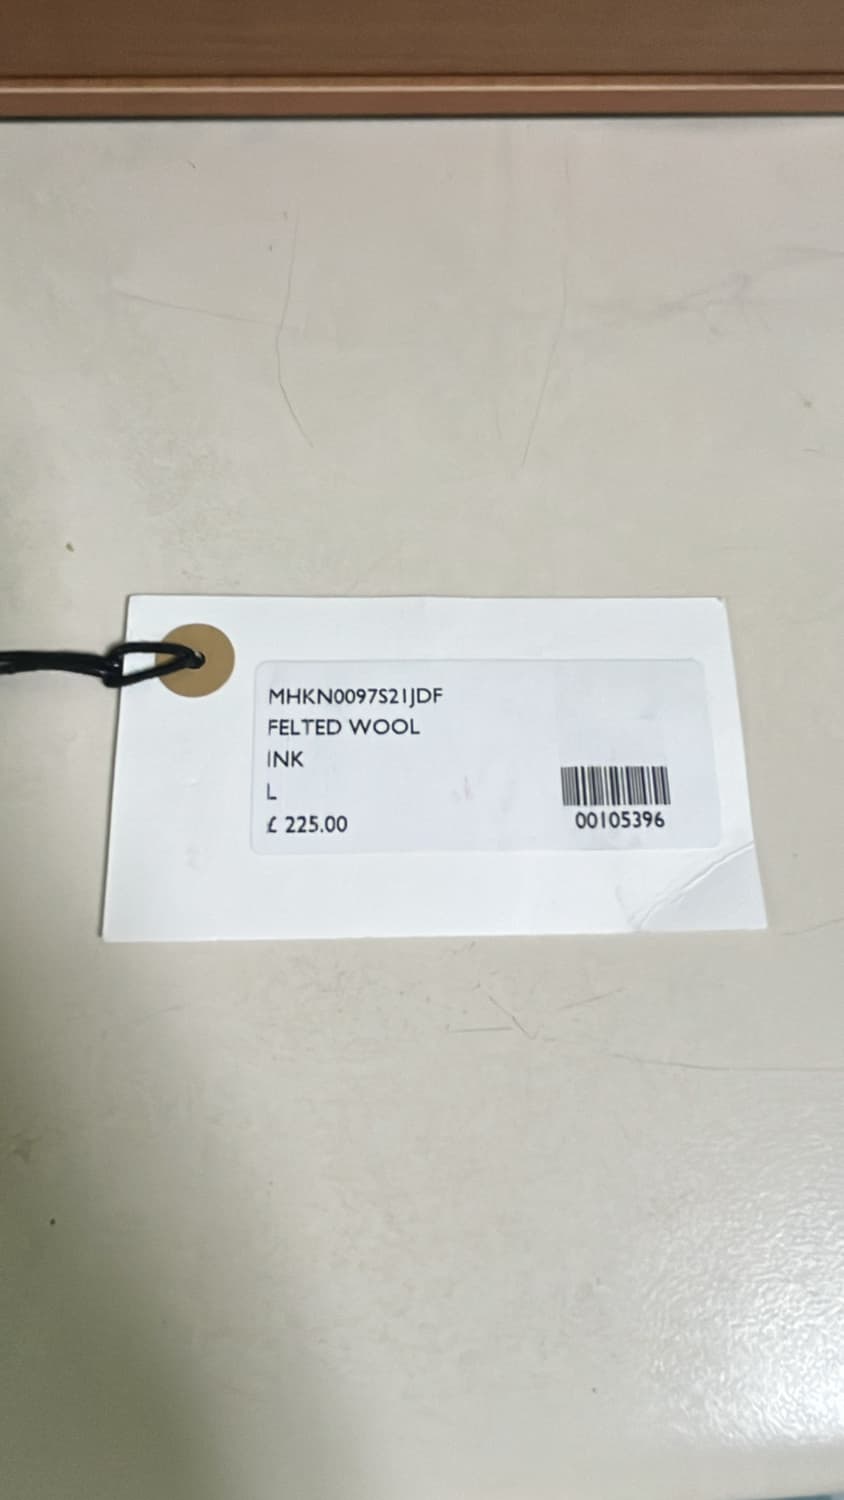 MHKN0097S21JDF
FELTED WOOL
INK
L
£ 225.00
00105396